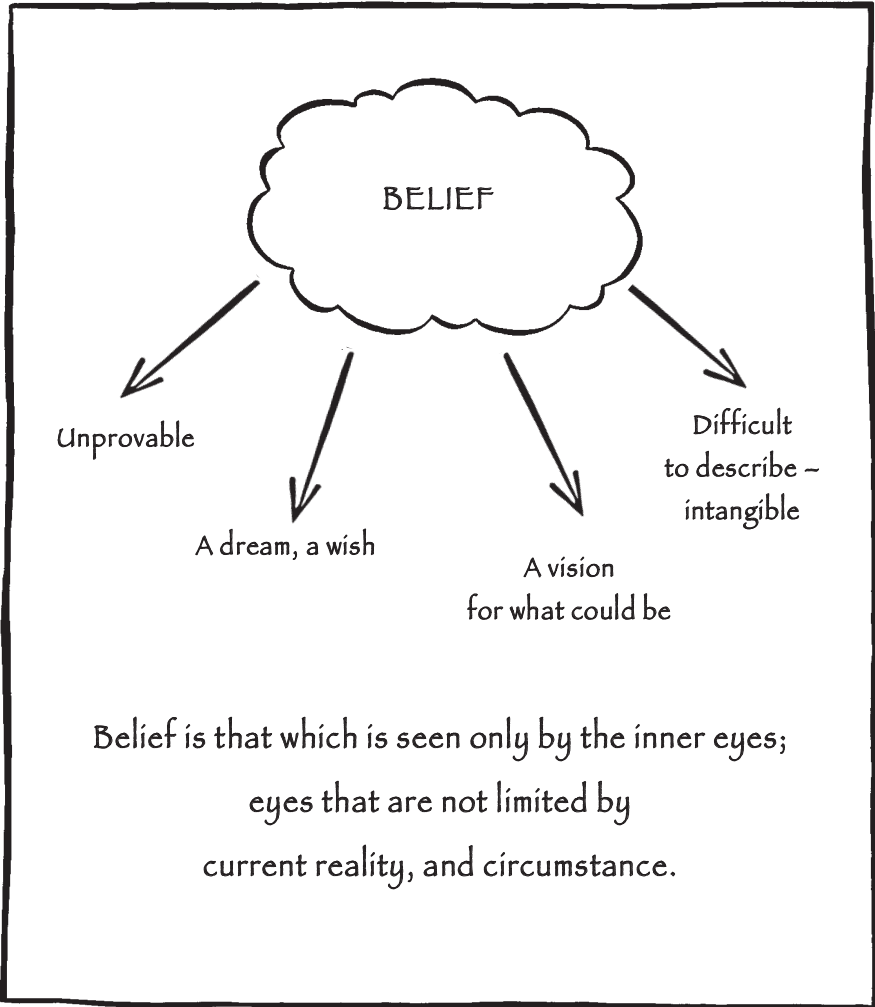 BELIEF
Unprovable
A dream, a wish
A vision
for what could be
Difficult
to describe –
intangible
Belief is that which is seen only by the inner eyes;
eyes that are not limited by
current reality, and circumstance.